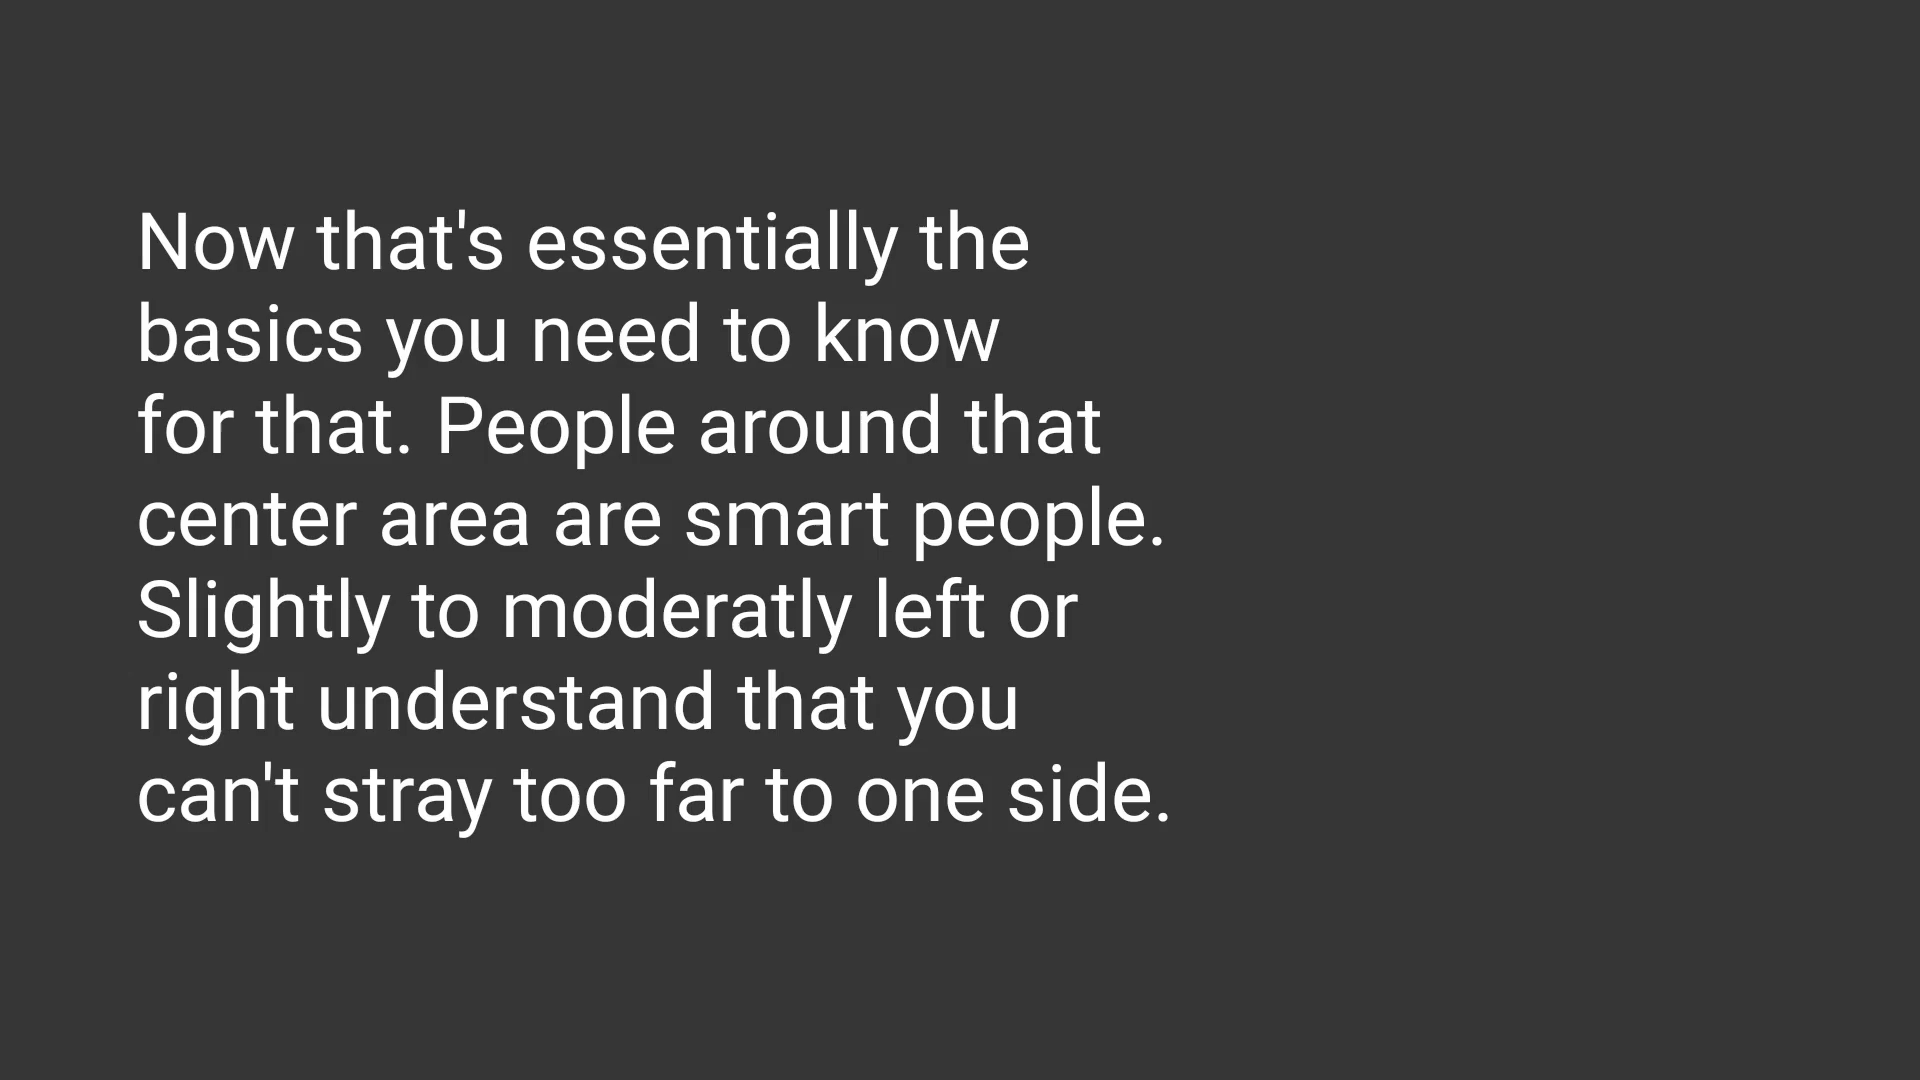 Now that's essentially the
basics you need to know
for that. People around that
center area are smart people.
Slightly to moderatly left or
right understand that you
can't stray too far to one side.